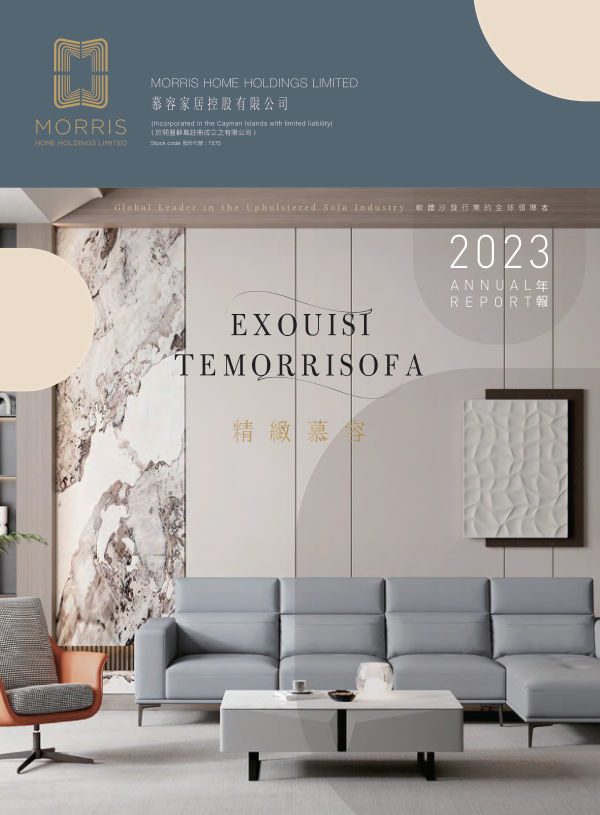 MORRIS
HOME HOLDINGS LIMITED
MORRIS HOME HOLDINGS LIMITED
慕容家居控股有限公司
(Incorporated in the Cayman Islands with limited liability)
(於開曼群島註冊成立之有限公司)
Stock code 股份代號:1575
Global Leader in the Upholstered Sofa Industry 軟體沙發行業的全球領導者
2023
ANNUAL年
REPORT報
EXQUISI
TEMORRISOFA
精緻慕容